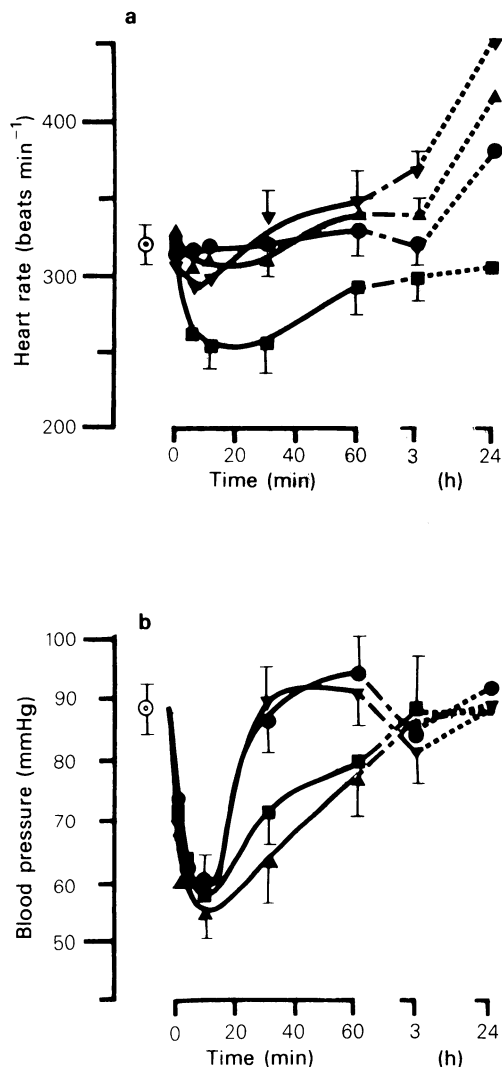 a
Heart rate (beats min⁻¹)
400
300
200
0 20 40 60 3 24
Time (min) (h)
b
Blood pressure (mmHg)
100
90
80
70
60
50
0 20 40 60 3 24
Time (min) (h)